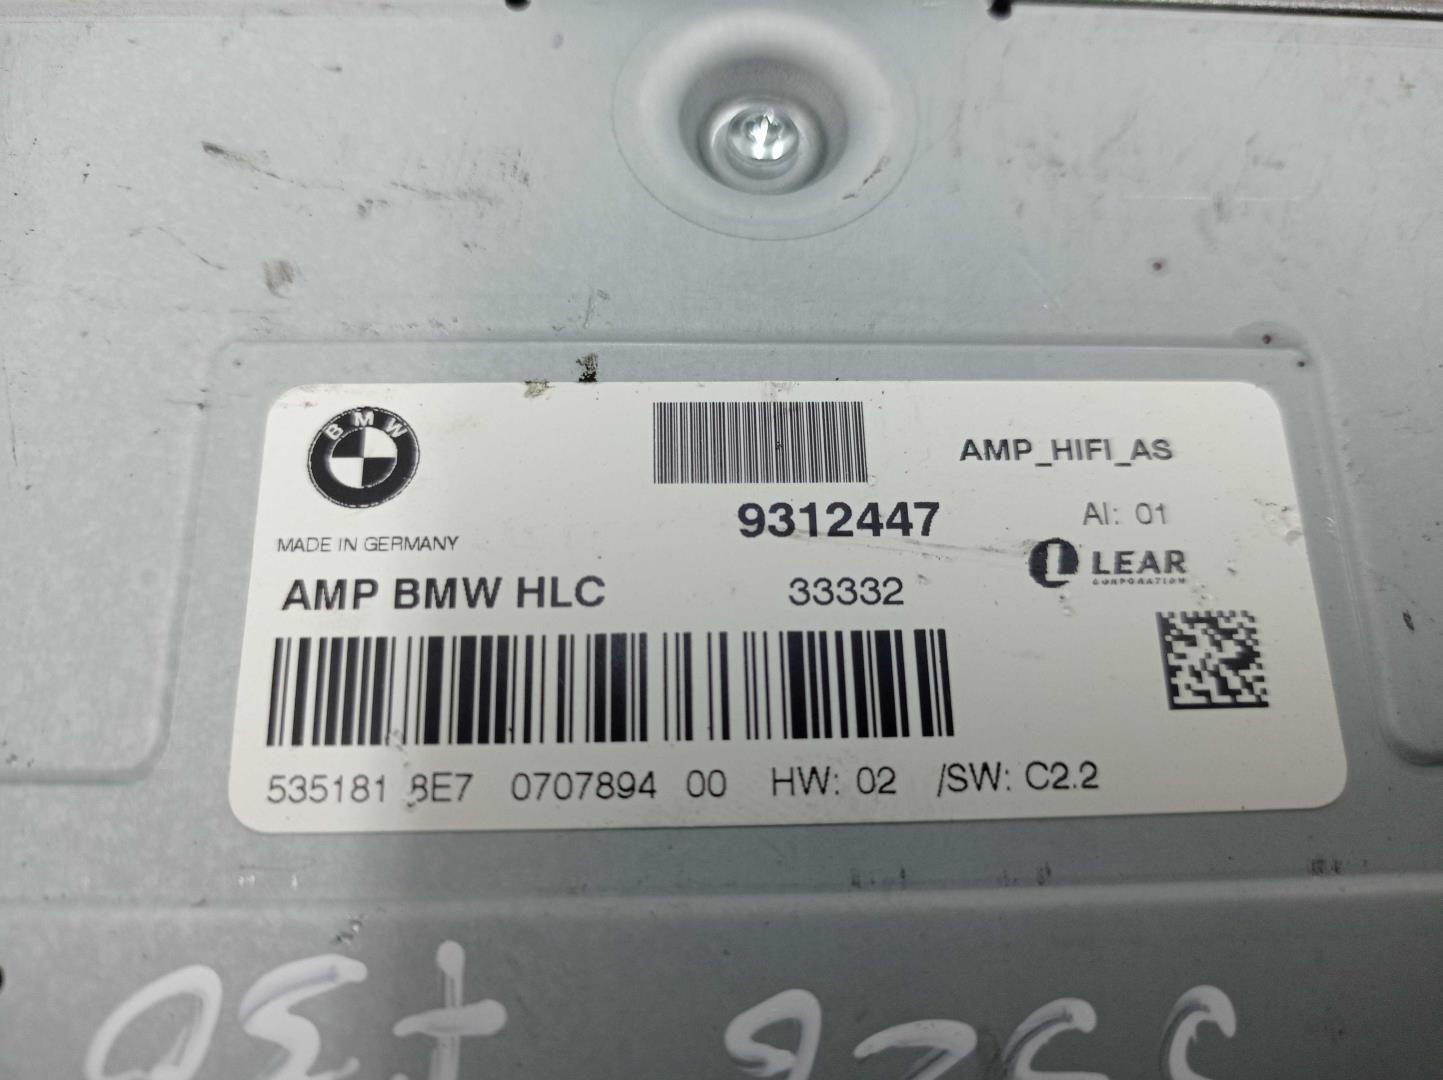 BMW
AMP_HIFI_AS
9312447
AI: 01
MADE IN GERMANY
LEAR
CORPORATION
AMP BMW HLC 33332
535181 8E7 0707894 00 HW: 02 /SW: C2.2
F30